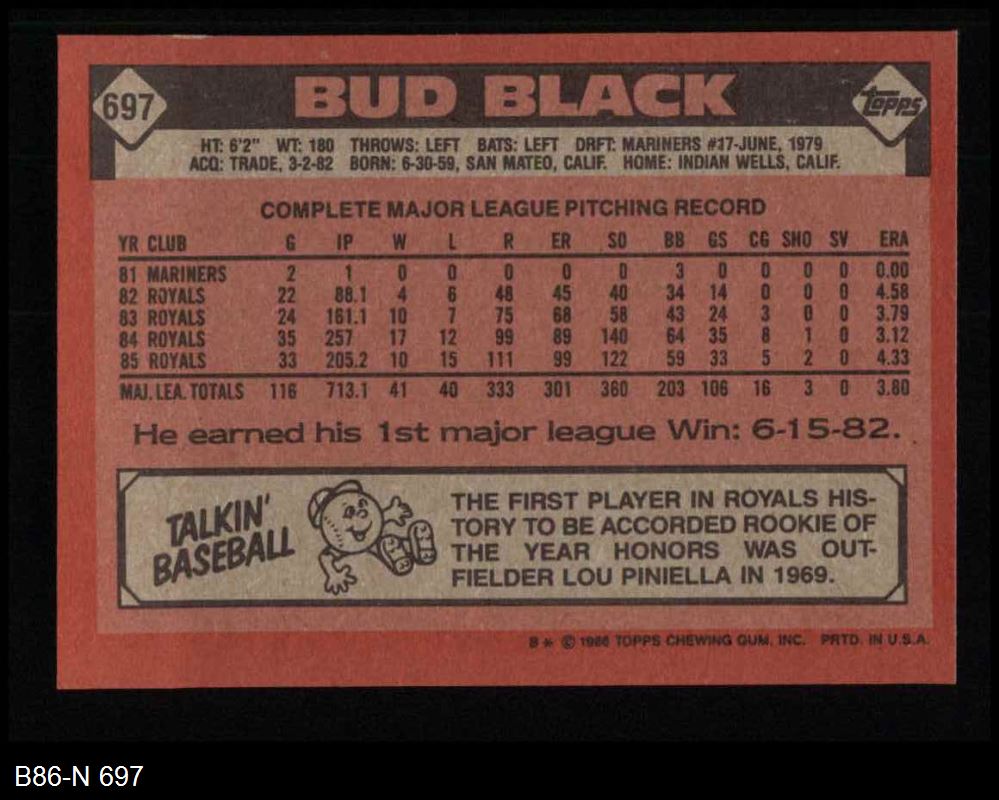 697
BUD BLACK
TOPPS
HT: 6'2" WT: 180 THROWS: LEFT BATS: LEFT DRFT: MARINERS #17-JUNE, 1979
ACQ: TRADE, 3-2-82 BORN: 6-30-59, SAN MATEO, CALIF. HOME: INDIAN WELLS, CALIF.
COMPLETE MAJOR LEAGUE PITCHING RECORD
YR CLUB G IP W L R ER SO BB GS CG SHO SV ERA
81 MARINERS 2 1 0 0 0 0 0 3 0 0 0 0 0.00
82 ROYALS 22 88.1 4 6 48 45 40 34 14 0 0 0 4.58
83 ROYALS 24 161.1 10 7 75 68 58 43 24 3 0 0 3.79
84 ROYALS 35 257 17 12 99 89 140 64 35 8 1 0 3.12
85 ROYALS 33 205.2 10 15 111 99 122 59 33 5 2 0 4.33
MAJ. LEA. TOTALS 116 713.1 41 40 333 301 360 203 106 16 3 0 3.80
He earned his 1st major league Win: 6-15-82.
TALKIN'
BASEBALL
THE FIRST PLAYER IN ROYALS HIS-
TORY TO BE ACCORDED ROOKIE OF
THE YEAR HONORS WAS OUT-
FIELDER LOU PINIELLA IN 1969.
B* © 1986 TOPPS CHEWING GUM, INC. PRTD. IN U.S.A.
B86-N 697